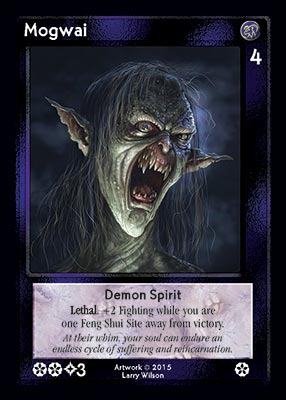 Mogwai
4
Demon Spirit
Lethal. +2 Fighting while you are
one Feng Shui Site away from victory.
At their whim, your soul can endure an
endless cycle of suffering and reincarnation.
3
Artwork © 2015
Larry Wilson